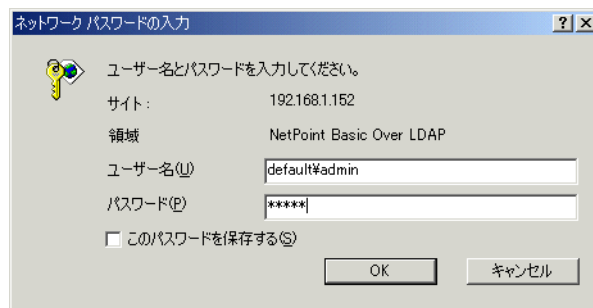 ネットワーク パスワードの入力
ユーザー名とパスワードを入力してください。
サイト: 192.168.1.152
領域 NetPoint Basic Over LDAP
ユーザー名(U) default¥admin
パスワード(P) *****
このパスワードを保存する(S)
OK キャンセル